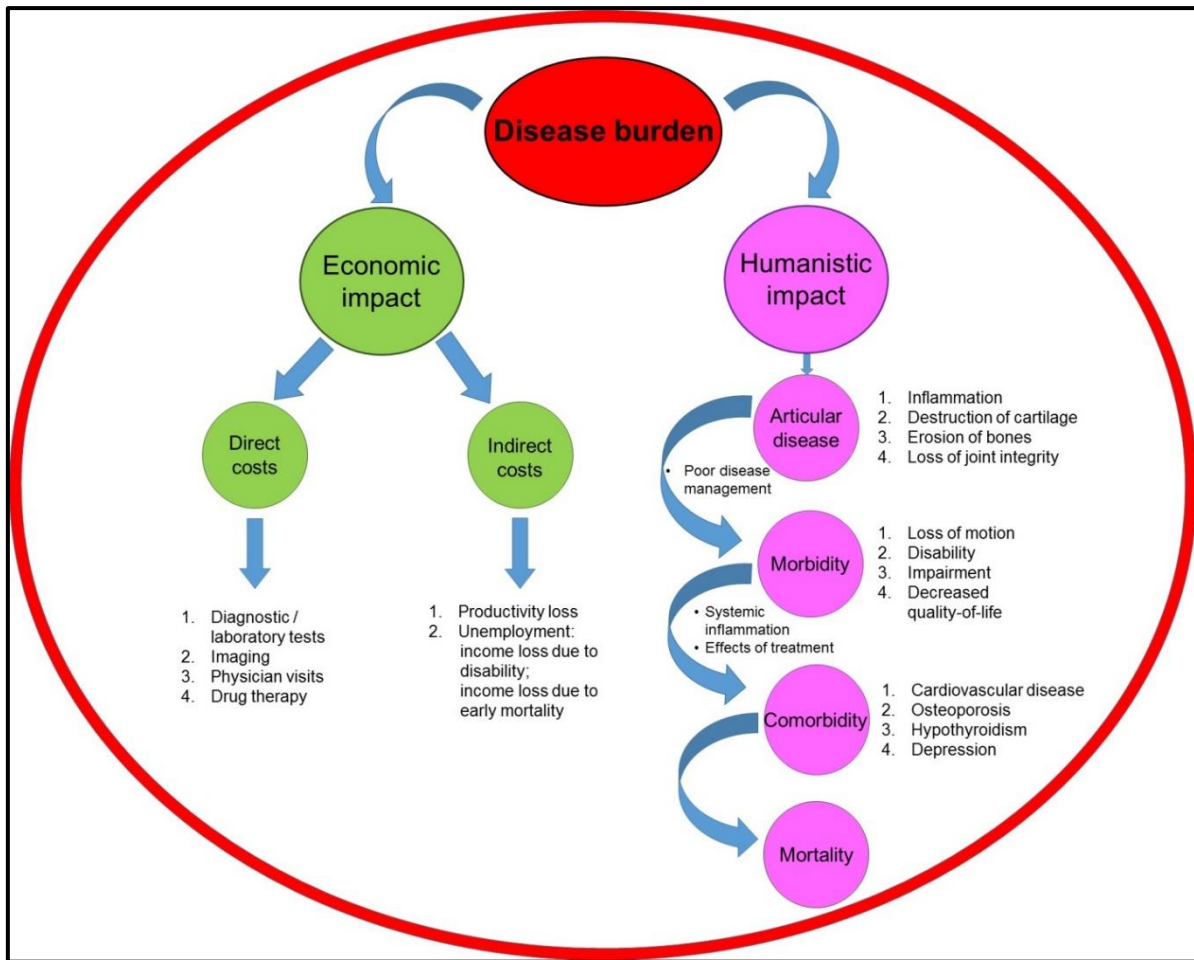 Disease burden
Economic
impact
Direct
costs
1. Diagnostic /
laboratory tests
2. Imaging
3. Physician visits
4. Drug therapy
Indirect
costs
1. Productivity loss
2. Unemployment:
income loss due to
disability;
income loss due to
early mortality
Humanistic
impact
Articular
disease
1. Inflammation
2. Destruction of cartilage
3. Erosion of bones
4. Loss of joint integrity
• Poor disease
management
Morbidity
1. Loss of motion
2. Disability
3. Impairment
4. Decreased
quality-of-life
• Systemic
inflammation
• Effects of treatment
Comorbidity
1. Cardiovascular disease
2. Osteoporosis
3. Hypothyroidism
4. Depression
Mortality